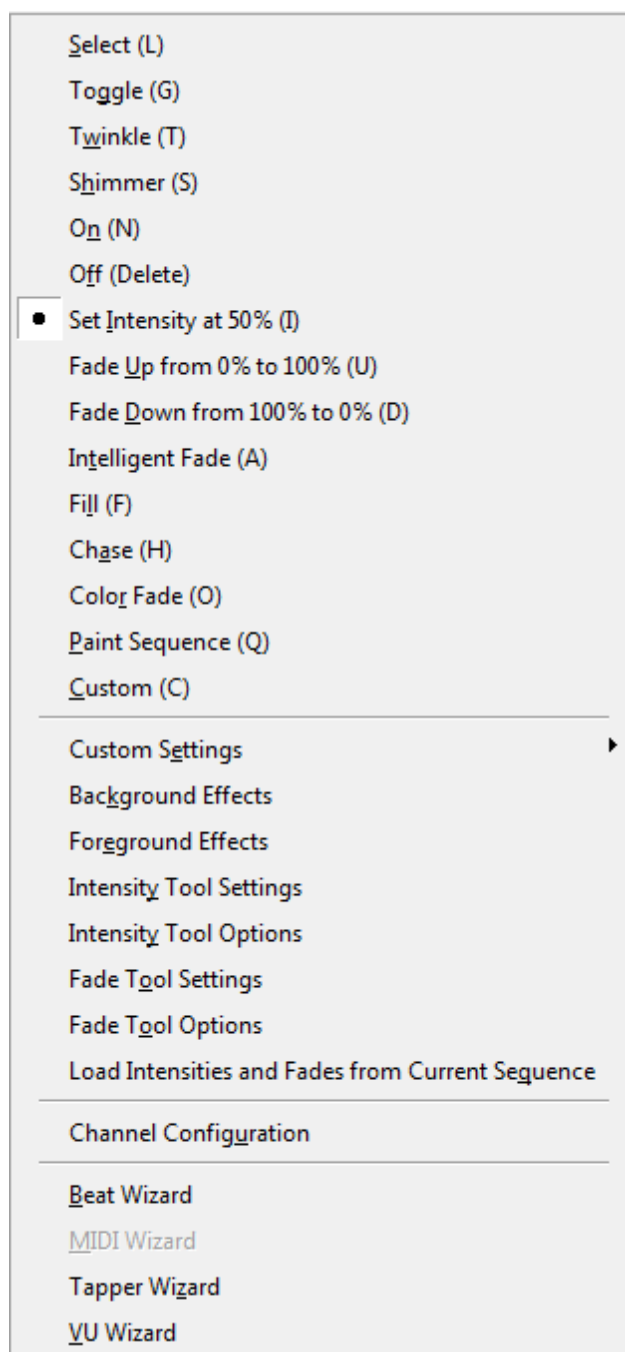 Select (L)
Toggle (G)
Twinkle (T)
Shimmer (S)
On (N)
Off (Delete)
Set Intensity at 50% (I)
Fade Up from 0% to 100% (U)
Fade Down from 100% to 0% (D)
Intelligent Fade (A)
Fill (F)
Chase (H)
Color Fade (O)
Paint Sequence (Q)
Custom (C)
Custom Settings
Background Effects
Foreground Effects
Intensity Tool Settings
Intensity Tool Options
Fade Tool Settings
Fade Tool Options
Load Intensities and Fades from Current Sequence
Channel Configuration
Beat Wizard
MIDI Wizard
Tapper Wizard
VU Wizard